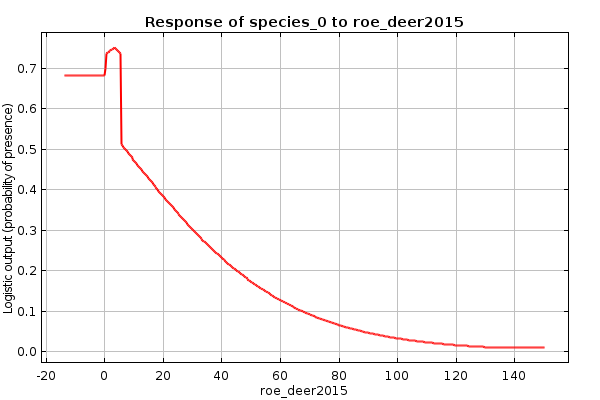 Response of species_0 to roe_deer2015
Logistic output (probability of presence)
0.7
0.6
0.5
0.4
0.3
0.2
0.1
0.0
-20 0 20 40 60 80 100 120 140
roe_deer2015